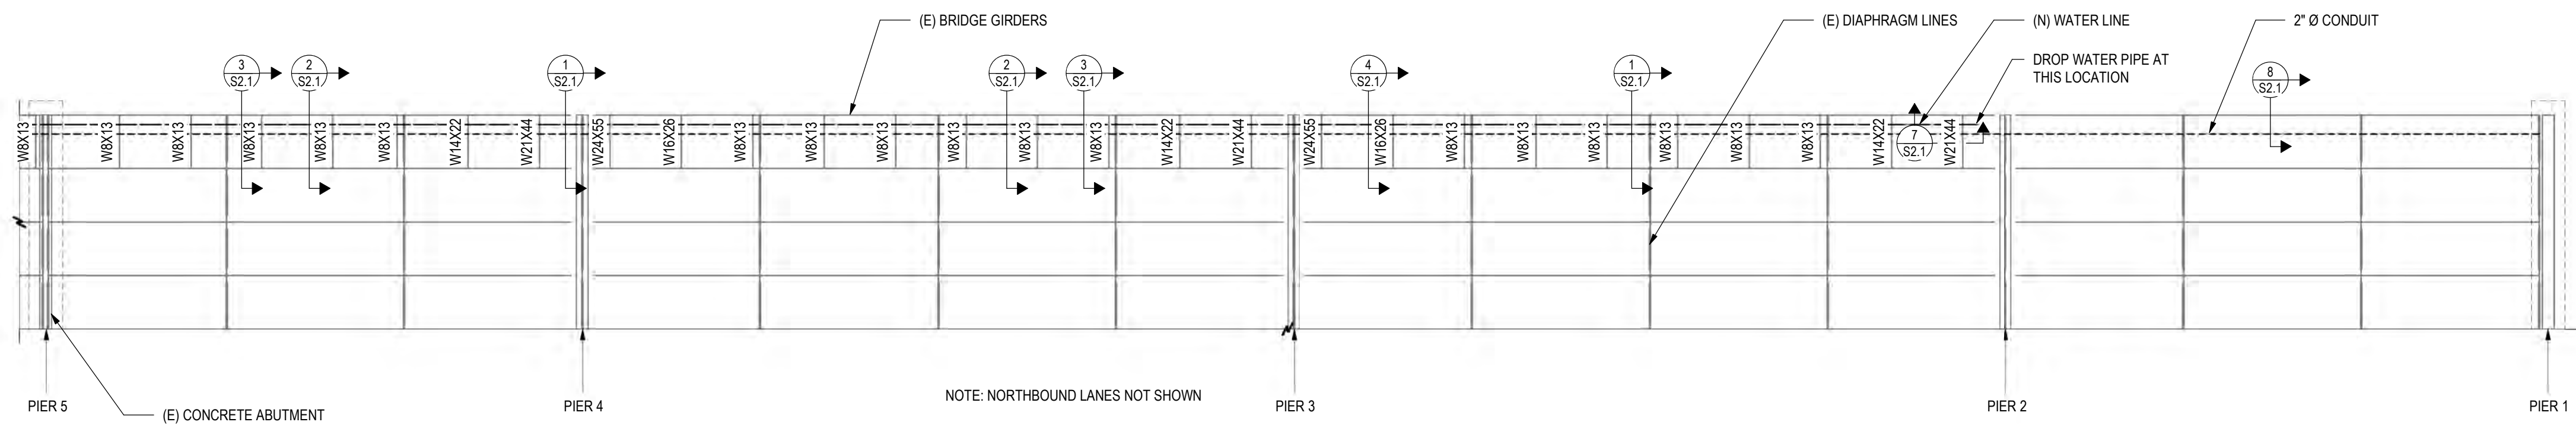 (E) BRIDGE GIRDERS
(E) DIAPHRAGM LINES
(N) WATER LINE
2" Ø CONDUIT
DROP WATER PIPE AT
THIS LOCATION
3
S2.1
2
S2.1
1
S2.1
2
S2.1
3
S2.1
4
S2.1
1
S2.1
8
S2.1
W8X13
W8X13
W8X13
W8X13
W8X13
W8X13
W14X22
W21X44
W24X55
W16X26
W8X13
W8X13
W8X13
W8X13
W8X13
W8X13
W14X22
W21X44
W24X55
W16X26
W8X13
W8X13
W8X13
W8X13
W8X13
W8X13
W14X22
7
S2.1
W21X44
NOTE: NORTHBOUND LANES NOT SHOWN
PIER 5
(E) CONCRETE ABUTMENT
PIER 4
PIER 3
PIER 2
PIER 1